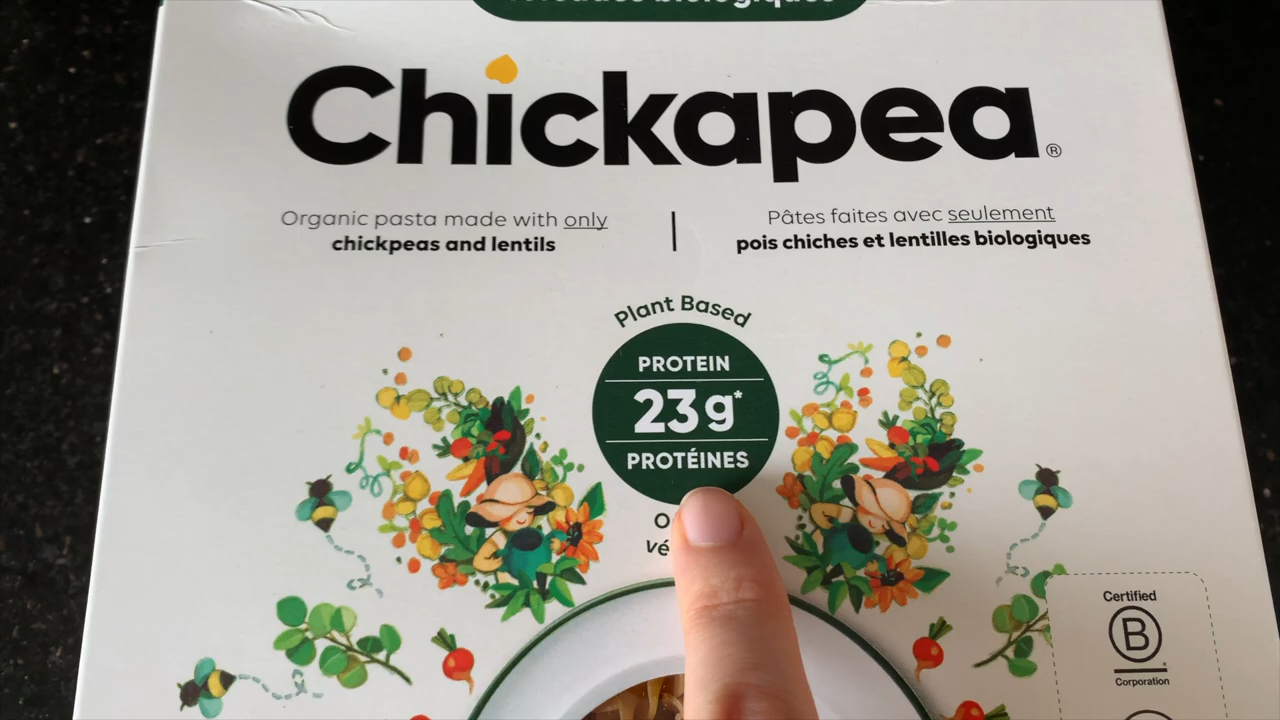 biologiques
Chickapea®
Organic pasta made with only
chickpeas and lentils
Pâtes faites avec seulement
pois chiches et lentilles biologiques
Plant Based
PROTEIN
23g*
PROTÉINES
Certified
B
Corporation